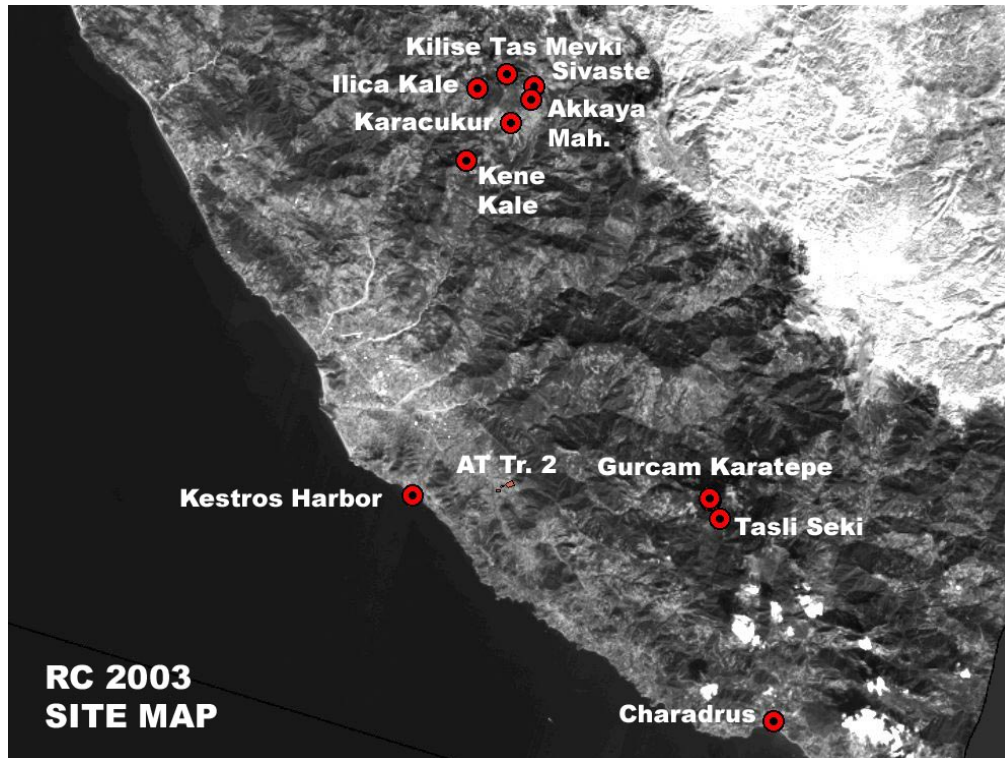 Kilise Tas Mevki
Sivaste
Ilica Kale
Akkaya
Mah.
Karacukur
Kene
Kale
AT Tr. 2
Gurcam Karatepe
Kestros Harbor
Tasli Seki
RC 2003
SITE MAP
Charadrus